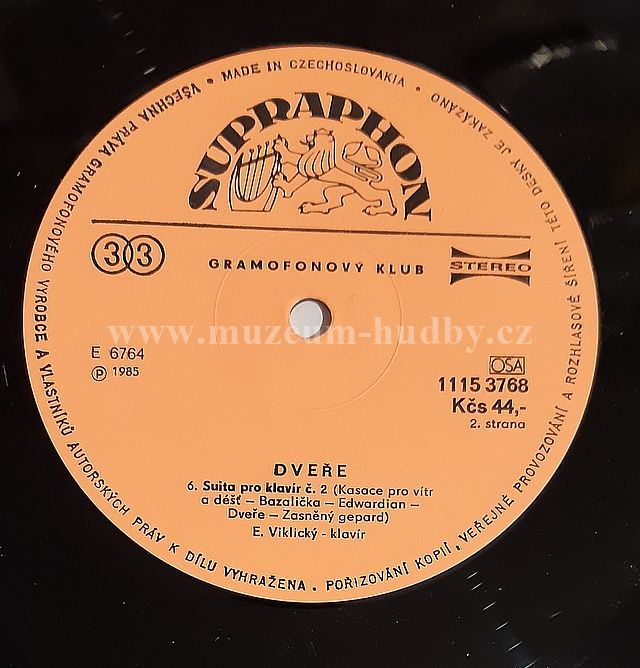 VŠECHNA PRÁVA GRAMOFONOVÉHO VÝROBCE A VLASTNÍKŮ AUTORSKÝCH PRÁV K DÍLU VYHRAŽENA. POŘIZOVÁNÍ KOPIÍ, VEŘEJNÉ PROVOZOVÁNÍ A ROZHLASOVÉ ŠÍŘENÍ TÉTO DESKY JE ZAKÁZÁNO
• MADE IN CZECHOSLOVAKIA •
SUPRAPHON
33
GRAMOFONOVÝ KLUB
STEREO
www.muzeum-hudby.cz
E 6764
Ⓟ 1985
OSA
1115 3768
Kčs 44,-
2. strana
DVEŘE
6. Suita pro klavír č. 2 (Kasace pro vítr
a déšť – Bazalička – Edwardian –
Dveře – Zasněný gepard)
E. Viklický - klavír